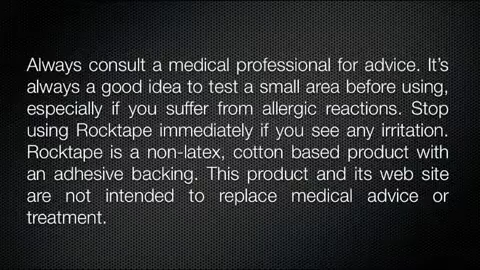 Always consult a medical professional for advice. It's
always a good idea to test a small area before using,
especially if you suffer from allergic reactions. Stop
using Rocktape immediately if you see any irritation.
Rocktape is a non-latex, cotton based product with
an adhesive backing. This product and its web site
are not intended to replace medical advice or
treatment.